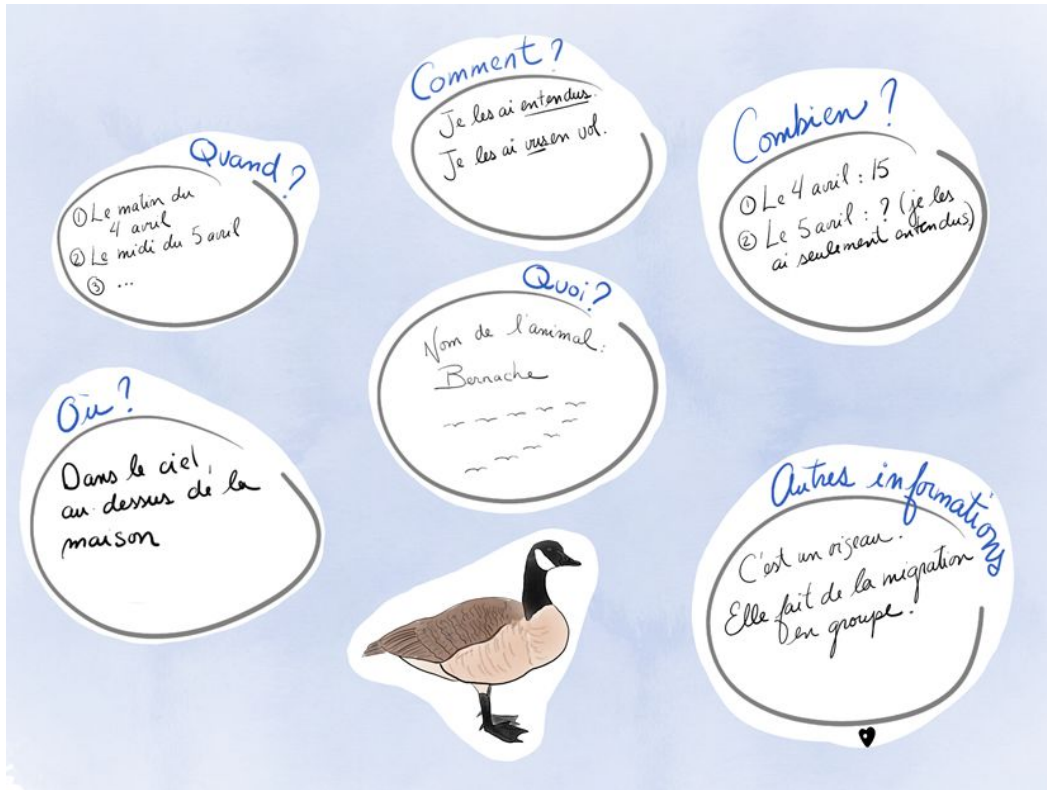 Comment ?
Je les ai entendus.
Je les ai vus en vol.
Quand ?
① Le matin du
4 avril
② Le midi du 5 avril
③ ...
Combien ?
① Le 4 avril : 15
② Le 5 avril : ? (je les
ai seulement entendus)
Quoi ?
Nom de l'animal :
Bernache
Où ?
Dans le ciel,
au-dessus de la
maison
Autres informations
C'est un oiseau.
Elle fait de la migration
en groupe.